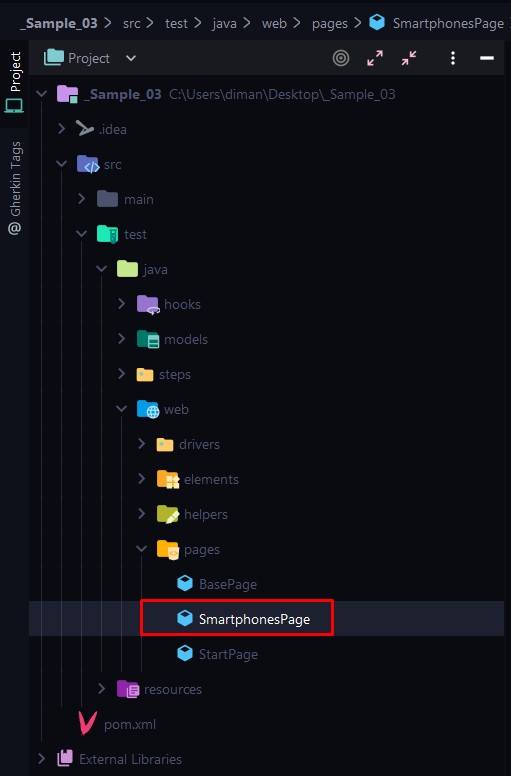 _Sample_03 > src > test > java > web > pages > SmartphonesPage
Project
Project
@ Gherkin Tags
_Sample_03 C:\Users\diman\Desktop\_Sample_03
.idea
src
main
test
java
hooks
models
steps
web
drivers
elements
helpers
pages
BasePage
SmartphonesPage
StartPage
resources
pom.xml
External Libraries